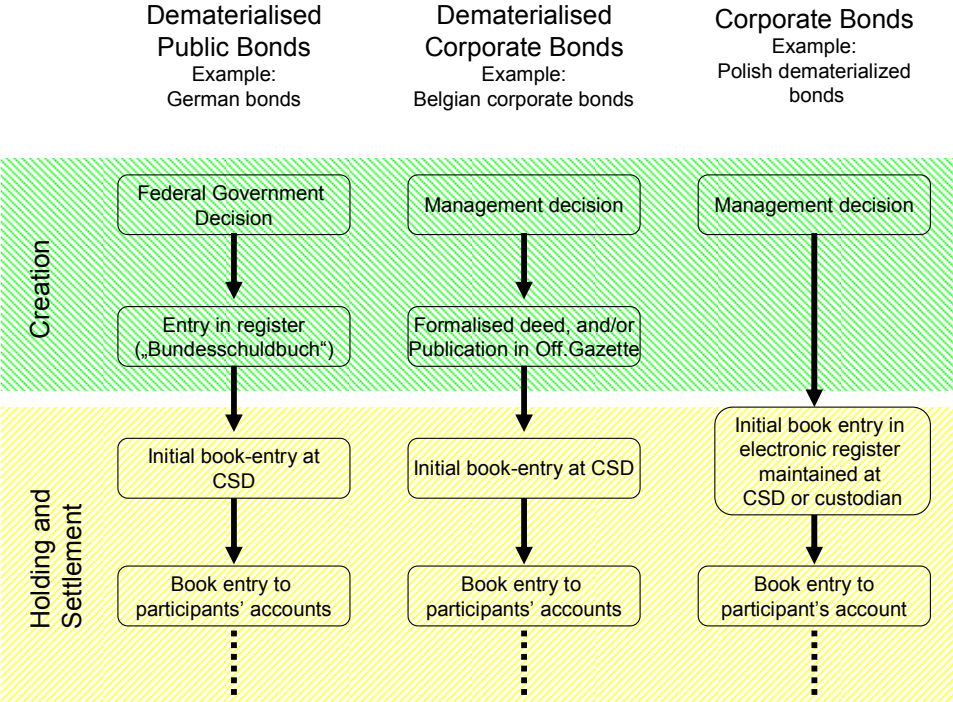 Dematerialised
Public Bonds
Example:
German bonds
Dematerialised
Corporate Bonds
Example:
Belgian corporate bonds
Corporate Bonds
Example:
Polish dematerialized
bonds
Creation
Federal Government
Decision
Management decision
Management decision
Entry in register
(„Bundesschuldbuch“)
Formalised deed, and/or
Publication in Off.Gazette
Holding and
Settlement
Initial book-entry at
CSD
Initial book-entry at CSD
Initial book entry in
electronic register
maintained at
CSD or custodian
Book entry to
participants’ accounts
Book entry to
participants’ accounts
Book entry to
participant’s account